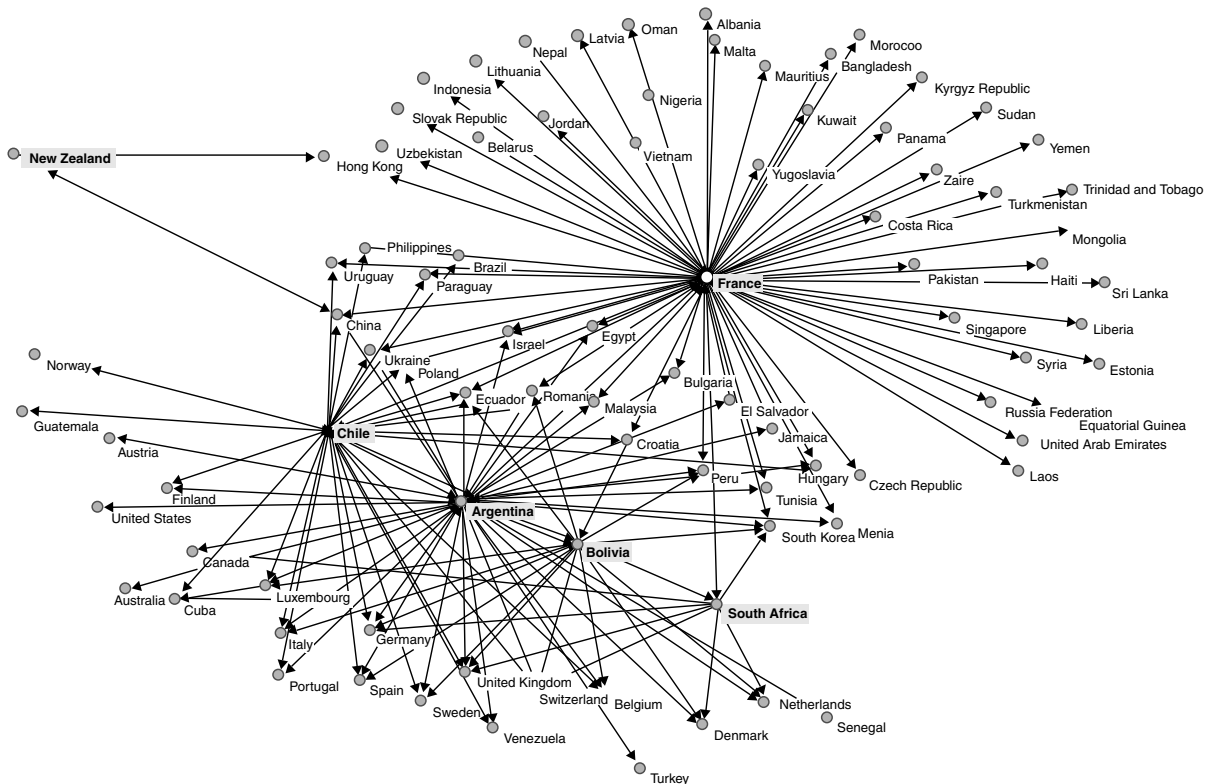 Albania
Oman
Latvia
Malta
Nepal
Morocoo
Bangladesh
Lithuania
Mauritius
Indonesia
Kyrgyz Republic
Nigeria
Slovak Republic
Jordan
Kuwait
Sudan
Panama
Belarus
Uzbekistan
Vietnam
Yemen
New Zealand
Hong Kong
Yugoslavia
Zaire
Trinidad and Tobago
Turkmenistan
Costa Rica
Mongolia
Philippines
Brazil
Uruguay
Paraguay
France
Pakistan
Haiti
Sri Lanka
China
Singapore
Liberia
Israel
Egypt
Norway
Ukraine
Poland
Syria
Estonia
Bulgaria
Ecuador
Romania
Malaysia
El Salvador
Russia Federation
Equatorial Guinea
Guatemala
Chile
Jamaica
Croatia
United Arab Emirates
Austria
Peru
Hungary
Czech Republic
Laos
Finland
Tunisia
United States
Argentina
South Korea
Menia
Bolivia
Canada
Luxembourg
Australia
Cuba
South Africa
Italy
Germany
Portugal
Spain
United Kingdom
Switzerland
Belgium
Netherlands
Sweden
Senegal
Venezuela
Denmark
Turkey